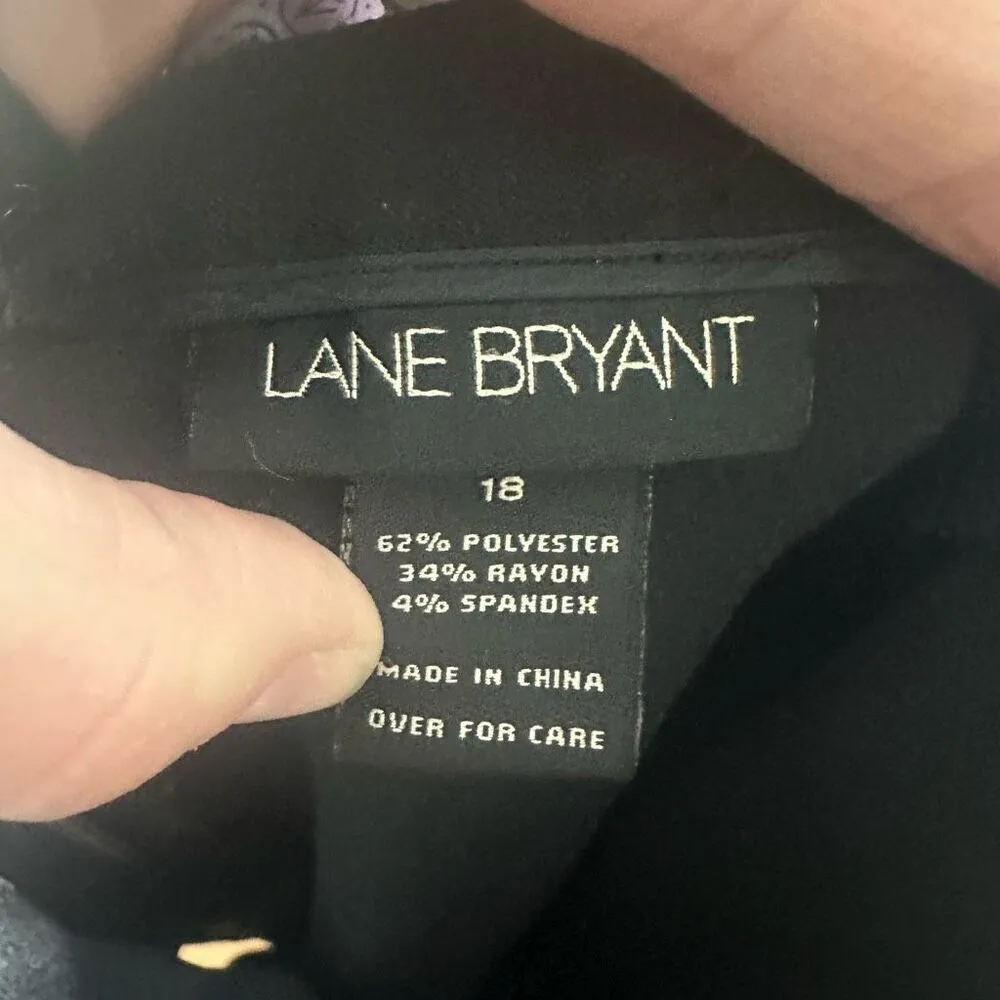 LANE BRYANT
18
62% POLYESTER
34% RAYON
4% SPANDEX
MADE IN CHINA
OVER FOR CARE